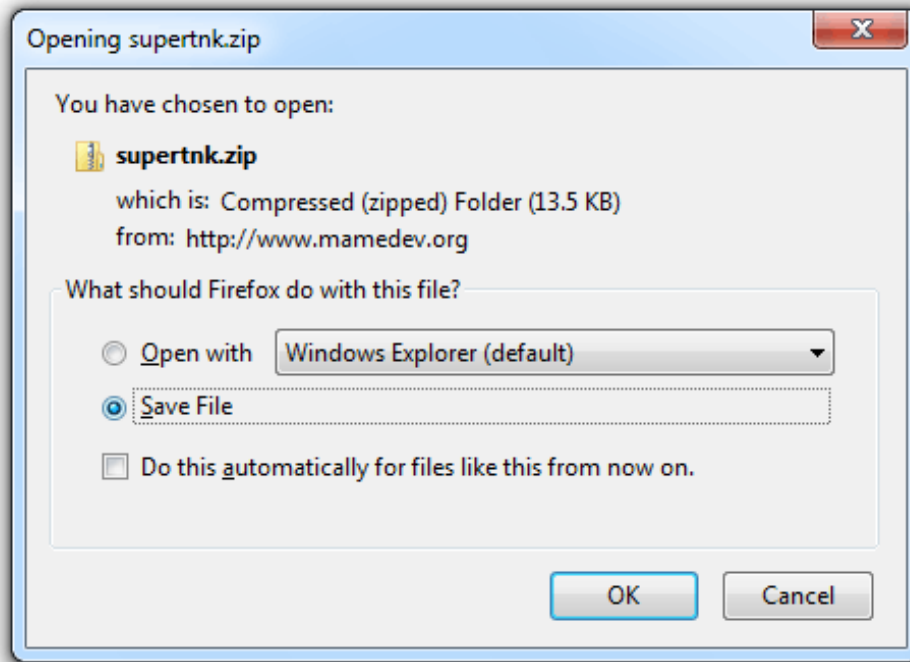 Opening supertnk.zip
You have chosen to open:
supertnk.zip
which is: Compressed (zipped) Folder (13.5 KB)
from: http://www.mamedev.org
What should Firefox do with this file?
Open with Windows Explorer (default)
Save File
Do this automatically for files like this from now on.
OK Cancel